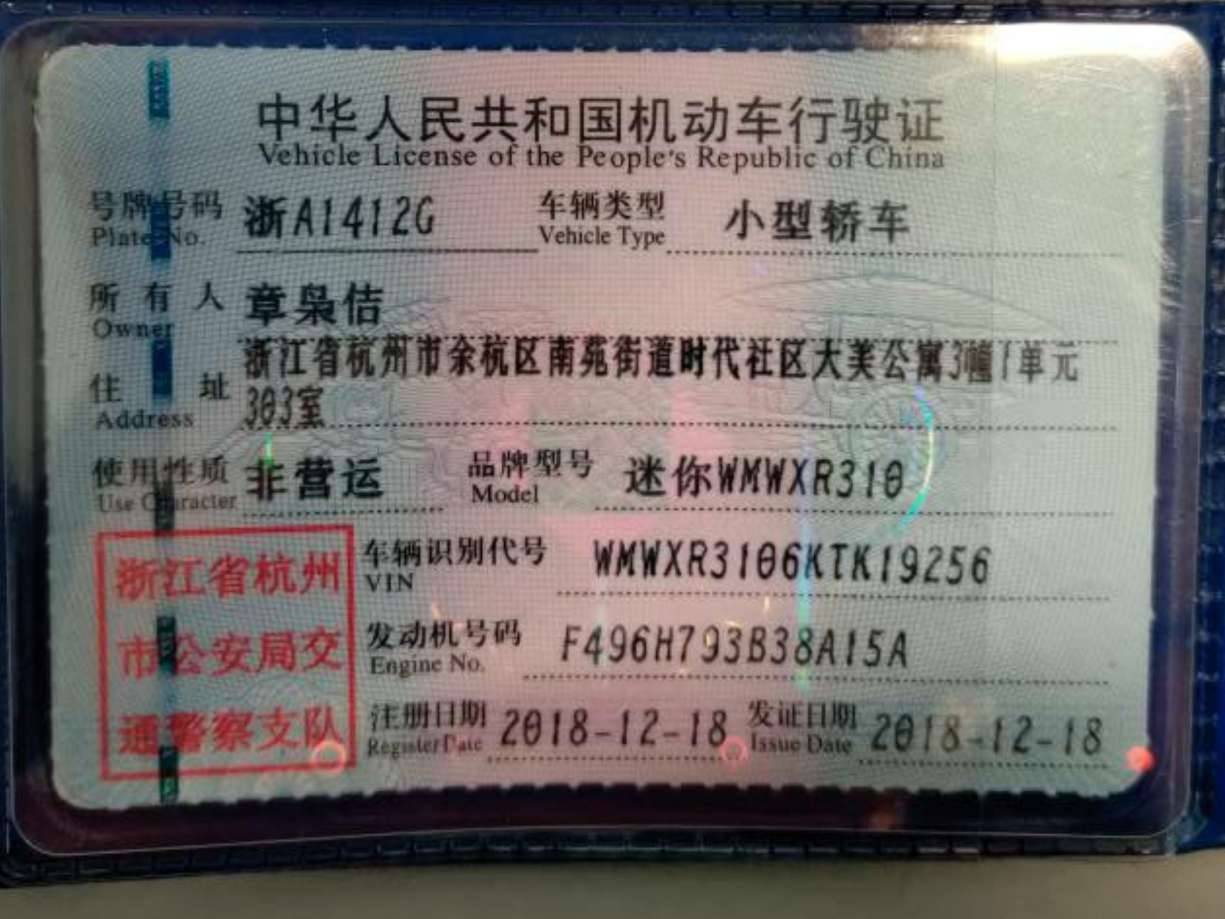 中华人民共和国机动车行驶证
Vehicle License of the People's Republic of China
号牌号码 浙A1412G 车辆类型 小型轿车
Plate No. Vehicle Type
所有人 章枭佶
Owner
住址 浙江省杭州市余杭区南苑街道时代社区大美公寓3幢1单元
Address 303室
使用性质 非营运 品牌型号 迷你WMWXR310
Use Character Model
浙江省杭州
市公安局交
通警察支队
车辆识别代号 WMWXR3106KTK19256
VIN
发动机号码 F496H793B38A15A
Engine No.
注册日期 2018-12-18 发证日期 2018-12-18
Register Date Issue Date